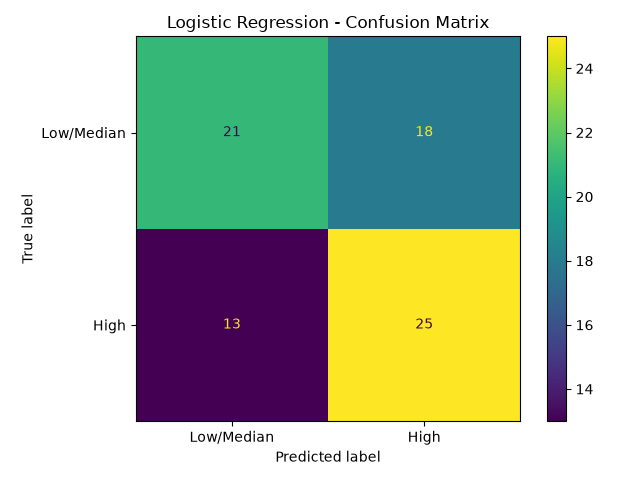 Logistic Regression - Confusion Matrix
True label
Low/Median
High
21
18
13
25
Low/Median
High
Predicted label
24
22
20
18
16
14